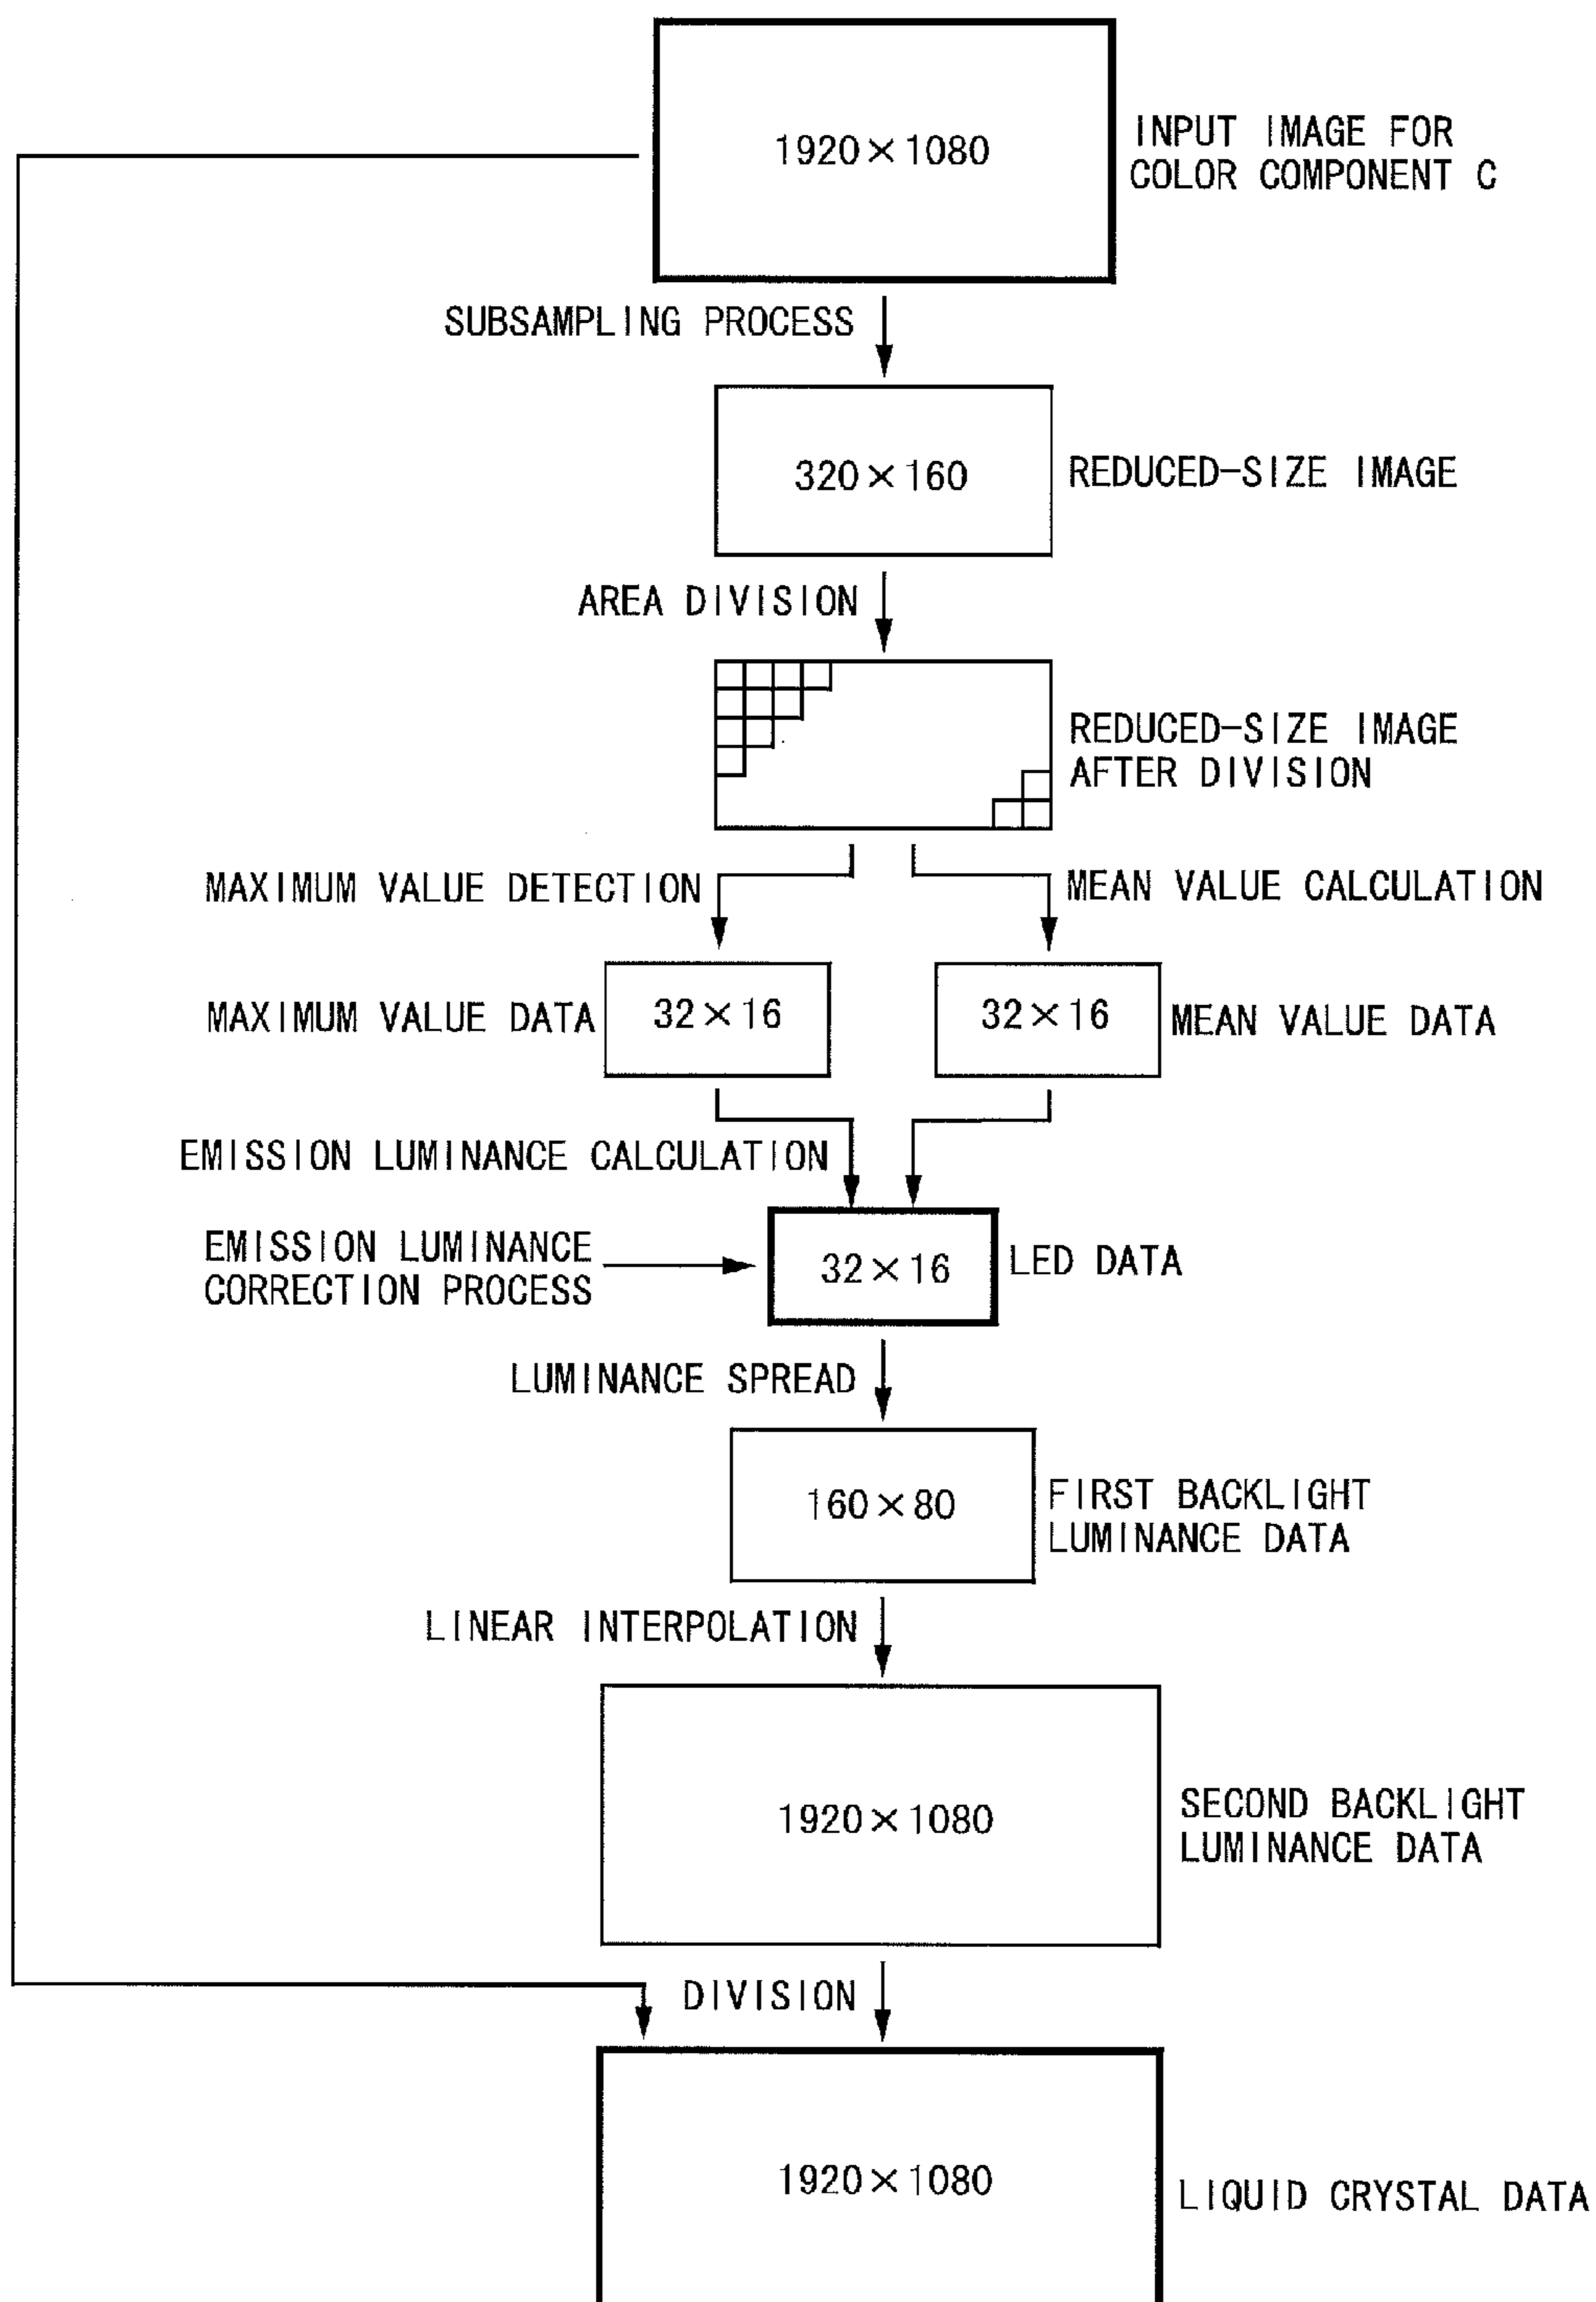 1920×1080
INPUT IMAGE FOR
COLOR COMPONENT C
SUBSAMPLING PROCESS
320×160
REDUCED-SIZE IMAGE
AREA DIVISION
REDUCED-SIZE IMAGE
AFTER DIVISION
MAXIMUM VALUE DETECTION
MEAN VALUE CALCULATION
MAXIMUM VALUE DATA
32×16
32×16
MEAN VALUE DATA
EMISSION LUMINANCE CALCULATION
EMISSION LUMINANCE
CORRECTION PROCESS
32×16
LED DATA
LUMINANCE SPREAD
160×80
FIRST BACKLIGHT
LUMINANCE DATA
LINEAR INTERPOLATION
1920×1080
SECOND BACKLIGHT
LUMINANCE DATA
DIVISION
1920×1080
LIQUID CRYSTAL DATA